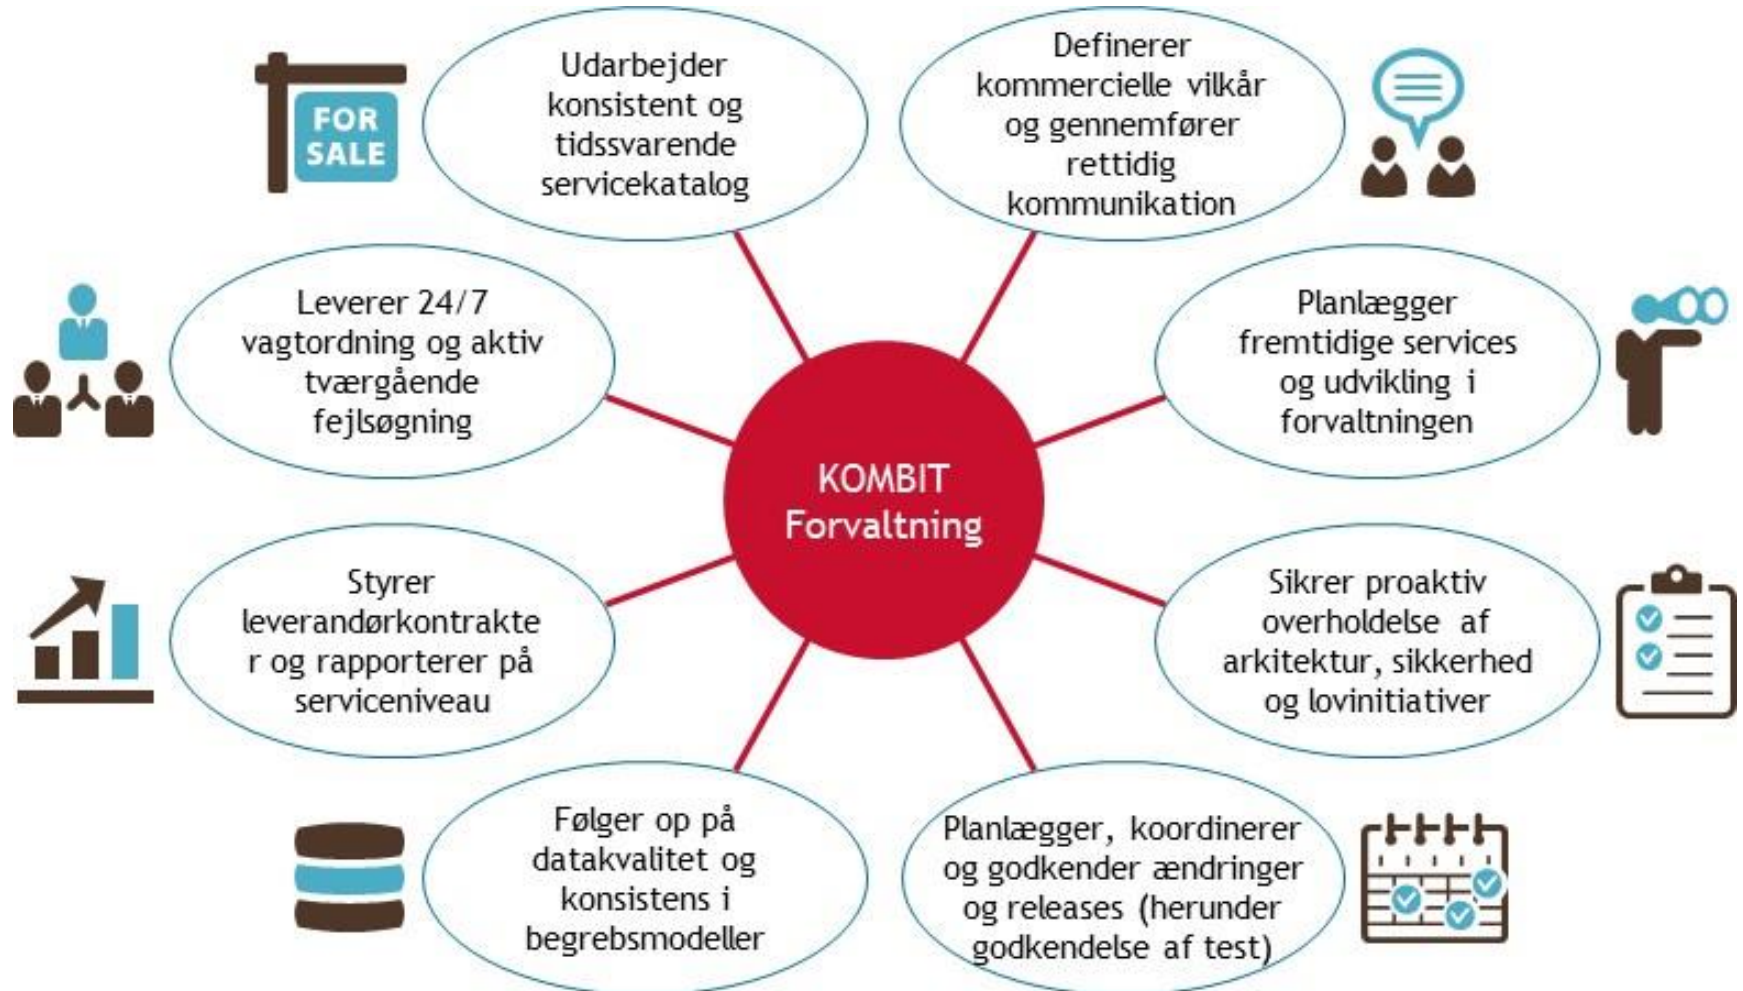 FOR
SALE
Udarbejder
konsistent og
tidssvarende
servicekatalog
Definerer
kommercielle vilkår
og gennemfører
rettidig
kommunikation
Leverer 24/7
vagtordning og aktiv
tværgående
fejlsøgning
Planlægger
fremtidige services
og udvikling i
forvaltningen
KOMBIT
Forvaltning
Styrer
leverandørkontrakte
r og rapporterer på
serviceniveau
Sikrer proaktiv
overholdelse af
arkitektur, sikkerhed
og lovinitiativer
Følger op på
datakvalitet og
konsistens i
begrebsmodeller
Planlægger, koordinerer
og godkender ændringer
og releases (herunder
godkendelse af test)